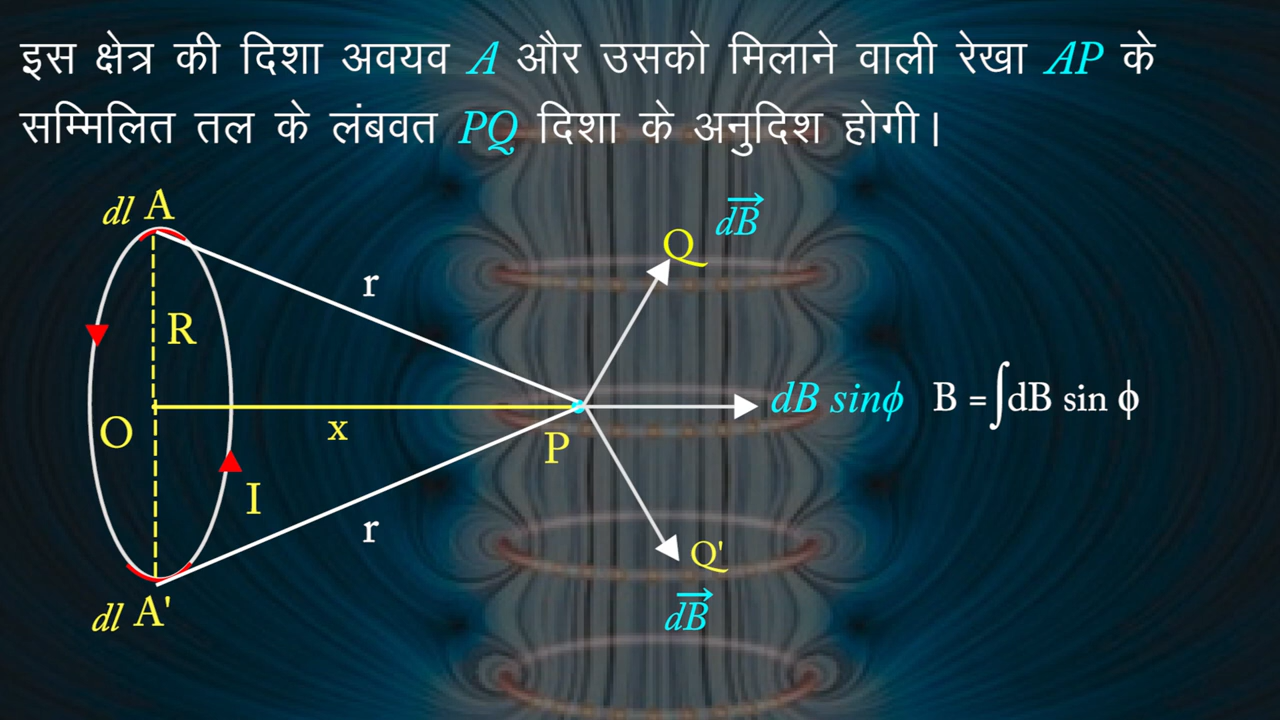 इस क्षेत्र की दिशा अवयव A और उसको मिलाने वाली रेखा AP के
सम्मिलित तल के लंबवत PQ दिशा के अनुदिश होगी।
dl A
dB
Q
r
R
dB sinϕ B = ∫dB sin ϕ
O
x
P
I
r
Q'
dl A'
dB